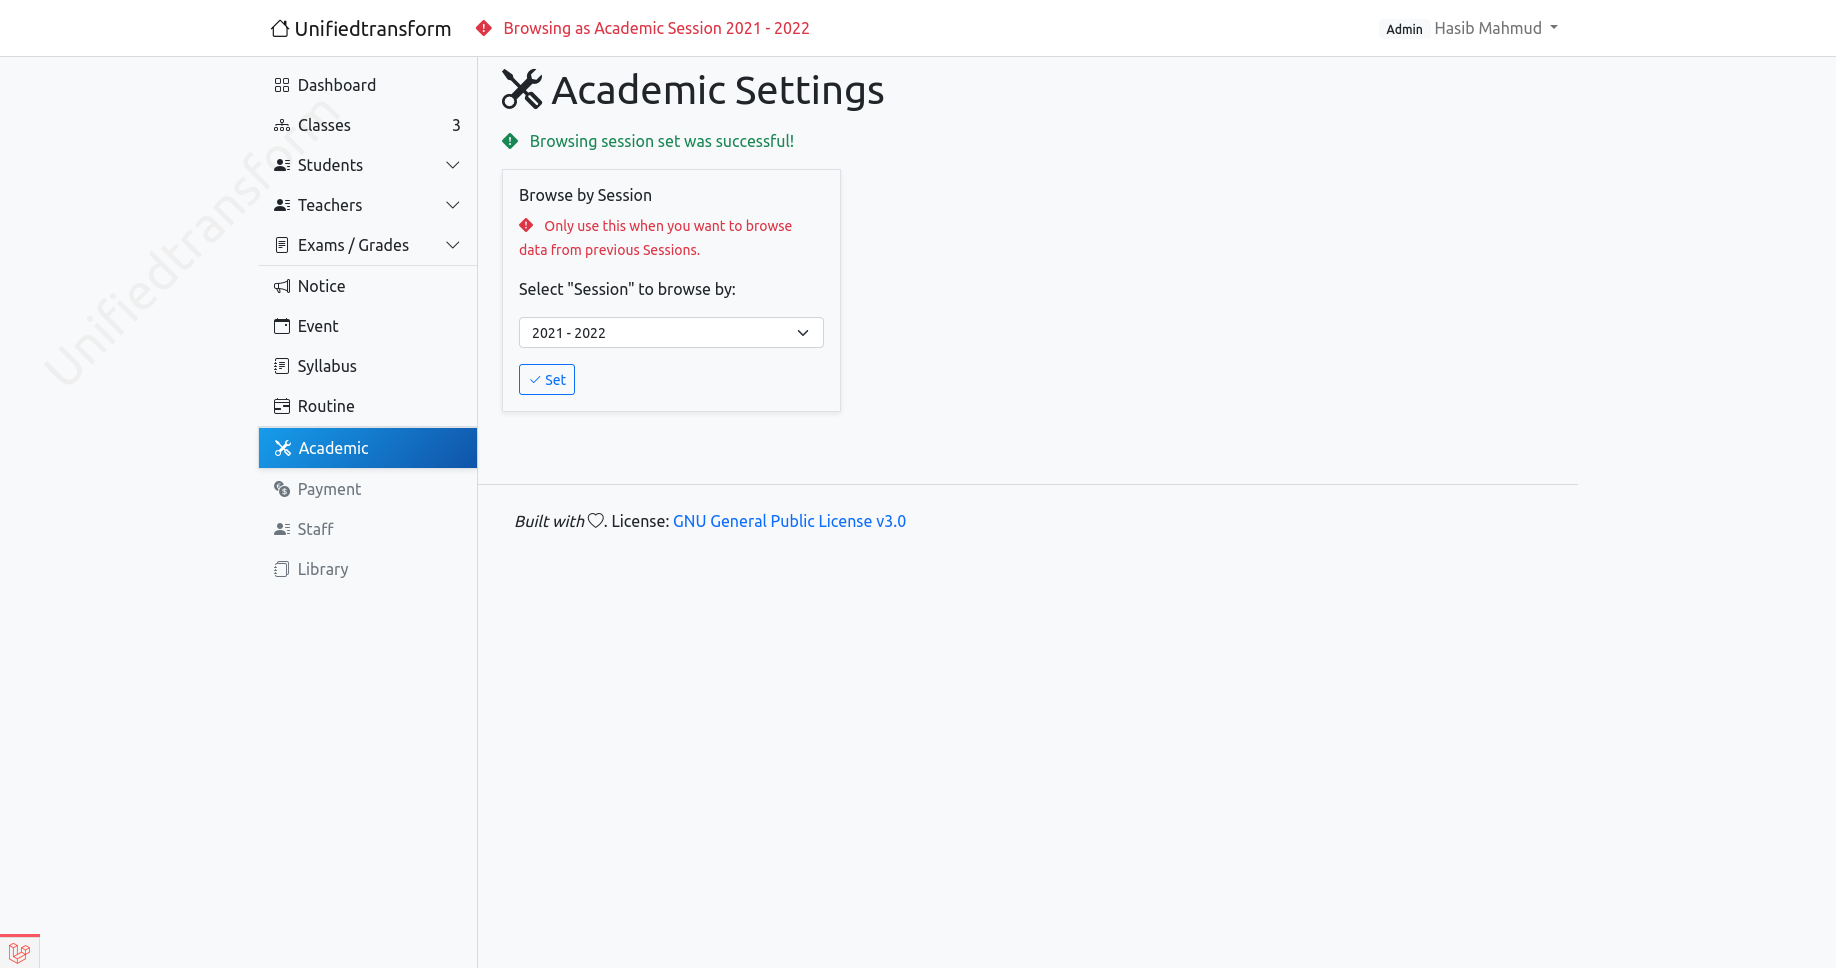 Unifiedtransform
Browsing as Academic Session 2021 - 2022
Admin Hasib Mahmud
Dashboard
Classes 3
Students
Teachers
Exams / Grades
Notice
Event
Syllabus
Routine
Academic
Payment
Staff
Library
Unifiedtransform
Academic Settings
Browsing session set was successful!
Browse by Session
Only use this when you want to browse
data from previous Sessions.
Select "Session" to browse by:
2021 - 2022
Set
Built with . License: GNU General Public License v3.0